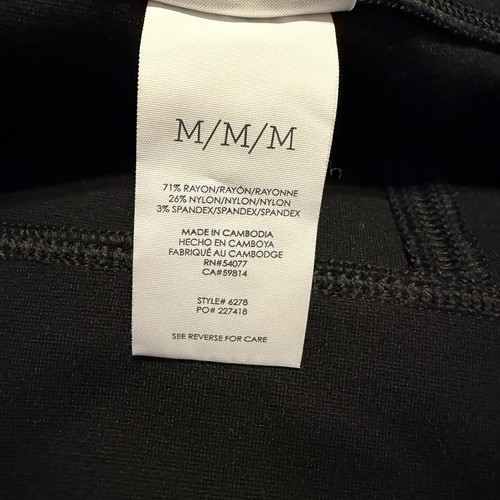 M/M/M
71% RAYON/RAYÓN/RAYONNE
26% NYLON/NYLON/NYLON
3% SPANDEX/SPANDEX/SPANDEX
MADE IN CAMBODIA
HECHO EN CAMBOYA
FABRIQUÉ AU CAMBODGE
RN#54077
CA#59814
STYLE# 6278
PO# 227418
SEE REVERSE FOR CARE